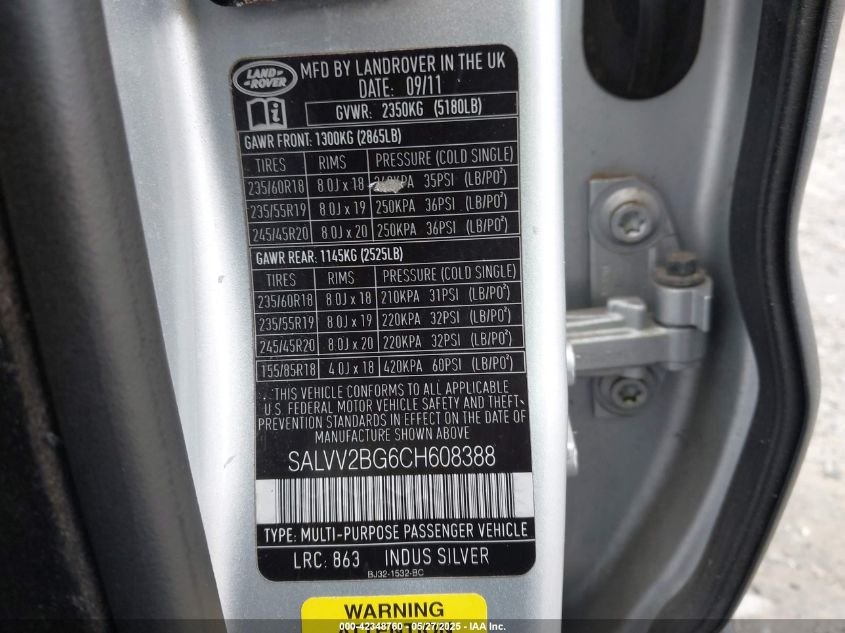 LAND ROVER
MFD BY LANDROVER IN THE UK
DATE: 09/11
GVWR: 2350KG (5180LB)
GAWR FRONT: 1300KG (2865LB)
TIRES RIMS PRESSURE (COLD SINGLE)
235/60R18 8.0J x 18 35PSI (LB/PO²)
235/55R19 8.0J x 19 250KPA 36PSI (LB/PO²)
245/45R20 8.0J x 20 250KPA 36PSI (LB/PO²)
GAWR REAR: 1145KG (2525LB)
TIRES RIMS PRESSURE (COLD SINGLE)
235/60R18 8.0J x 18 210KPA 31PSI (LB/PO²)
235/55R19 8.0J x 19 220KPA 32PSI (LB/PO²)
245/45R20 8.0J x 20 220KPA 32PSI (LB/PO²)
155/85R18 4.0J x 18 420KPA 60PSI (LB/PO²)
THIS VEHICLE CONFORMS TO ALL APPLICABLE
U.S. FEDERAL MOTOR VEHICLE SAFETY AND THEFT-
PREVENTION STANDARDS IN EFFECT ON THE DATE OF
MANUFACTURE SHOWN ABOVE
SALVV2BG6CH608388
TYPE: MULTI-PURPOSE PASSENGER VEHICLE
LRC: 863 INDUS SILVER
BJ32-1532-BC
WARNING
ATTENTION
00-42348760 - 05/27/2025 - COPYRIGHT IAA, LLC.